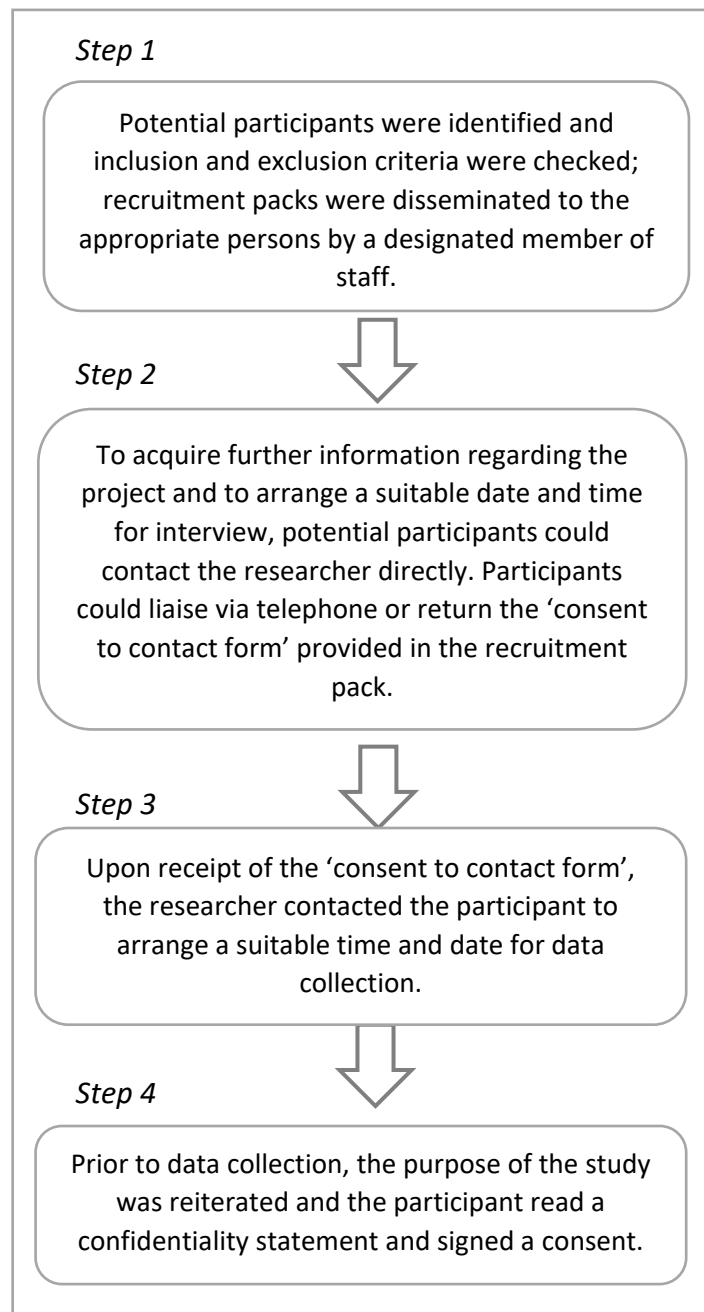 Step 1
Potential participants were identified and
inclusion and exclusion criteria were checked;
recruitment packs were disseminated to the
appropriate persons by a designated member of
staff.
Step 2
To acquire further information regarding the
project and to arrange a suitable date and time
for interview, potential participants could
contact the researcher directly. Participants
could liaise via telephone or return the ‘consent
to contact form’ provided in the recruitment
pack.
Step 3
Upon receipt of the ‘consent to contact form’,
the researcher contacted the participant to
arrange a suitable time and date for data
collection.
Step 4
Prior to data collection, the purpose of the study
was reiterated and the participant read a
confidentiality statement and signed a consent.